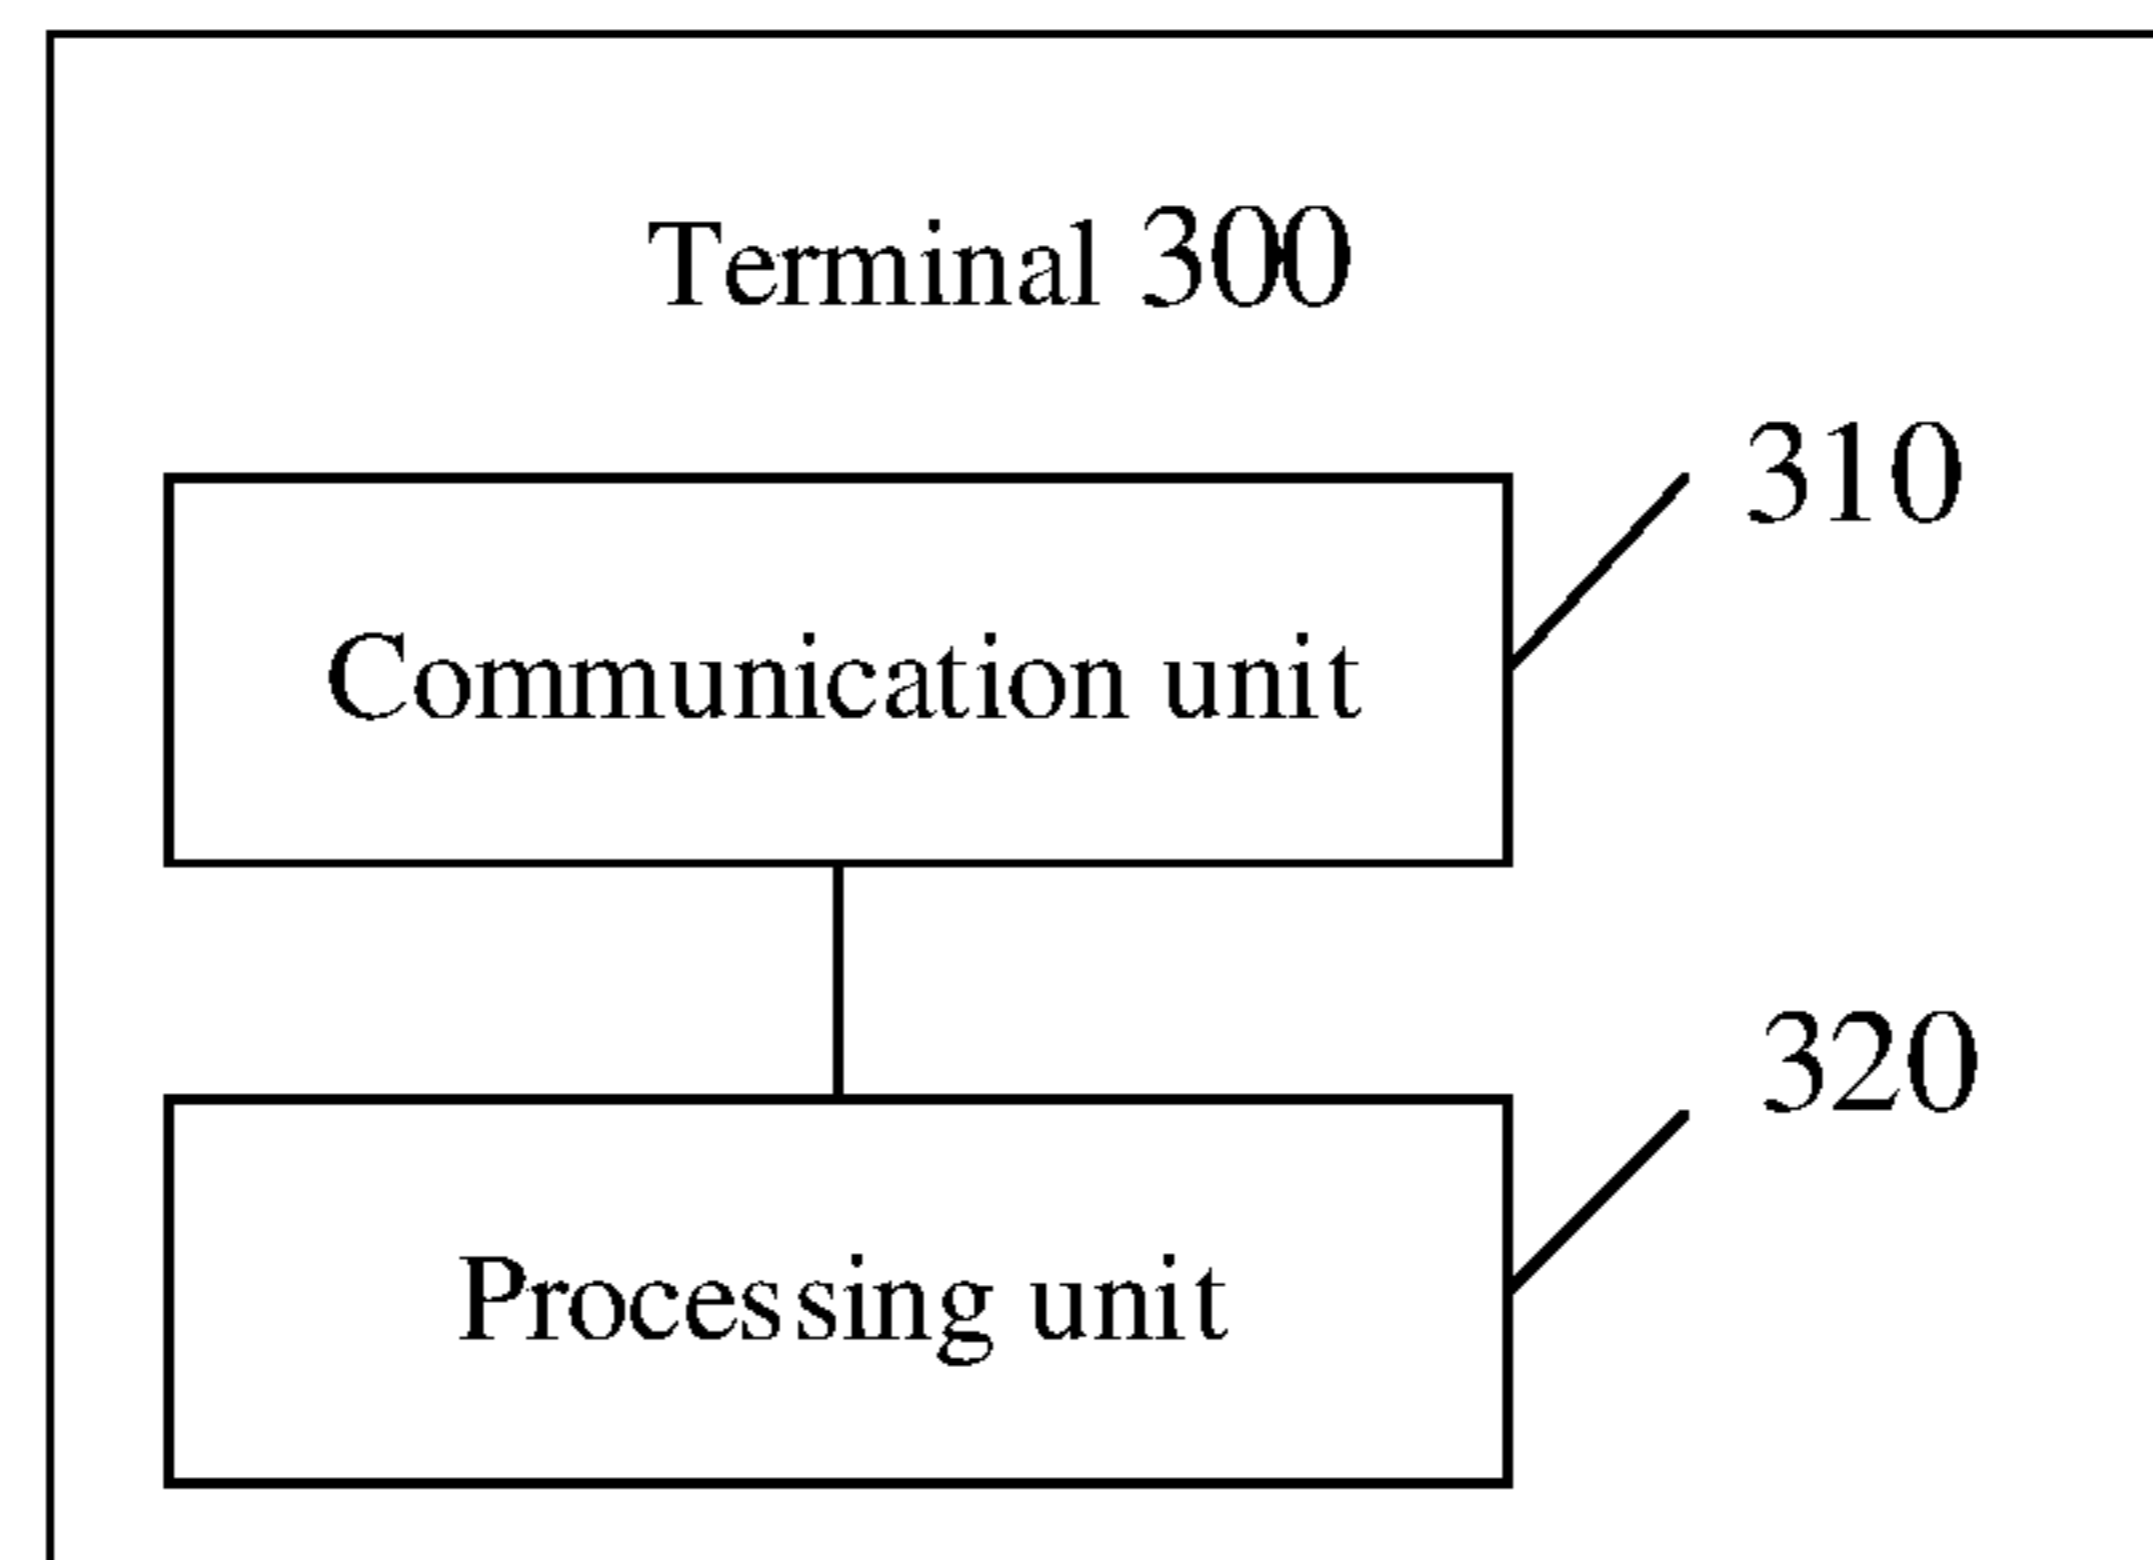 Terminal 300
310
Communication unit
320
Processing unit